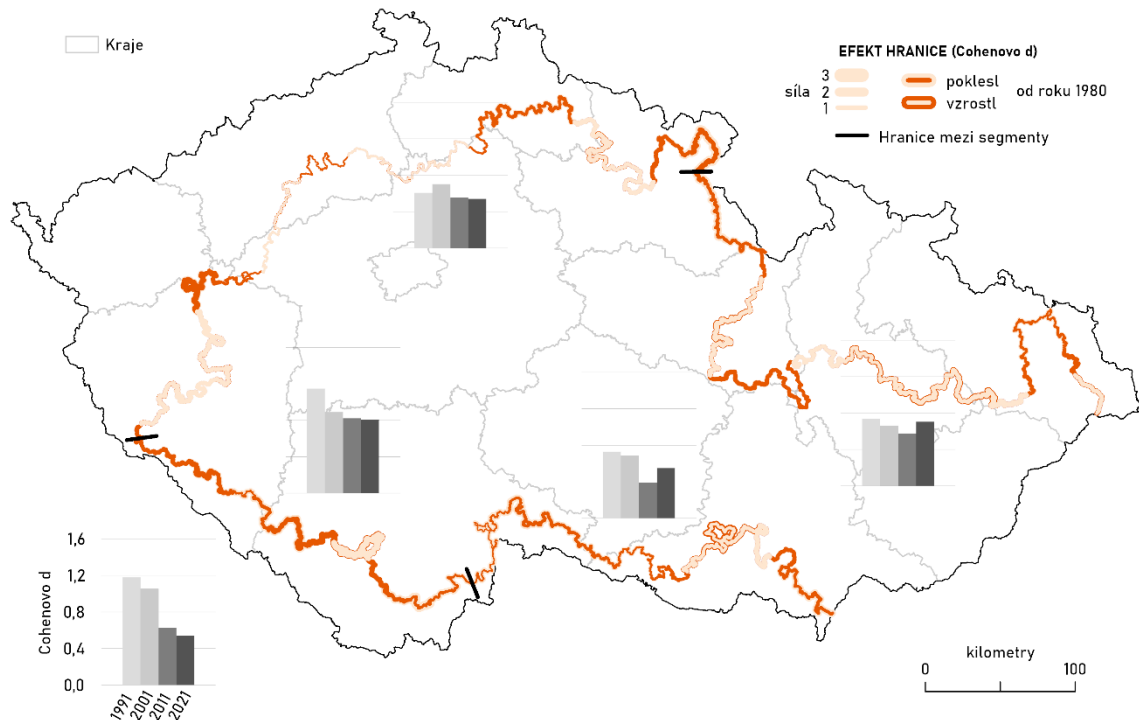 Kraje
EFEKT HRANICE (Cohenovo d)
síla
3
2
1
poklesl
vzrostl
od roku 1980
Hranice mezi segmenty
Cohenovo d
1,6
1,2
0,8
0,4
0,0
1991
2001
2011
2021
kilometry
0
100